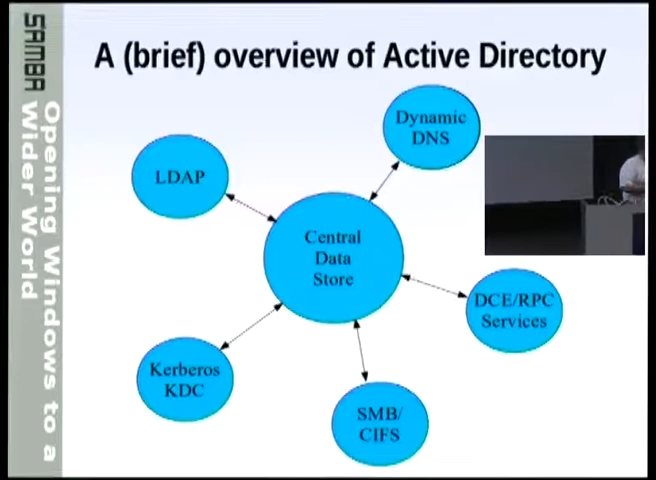 SAMBA
Opening Windows to a
Wider World
A (brief) overview of Active Directory
Dynamic
DNS
LDAP
Central
Data
Store
DCE/RPC
Services
Kerberos
KDC
SMB/
CIFS